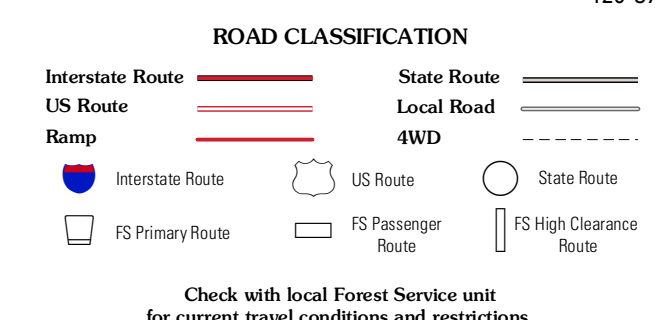 ROAD CLASSIFICATION
Interstate Route State Route
US Route Local Road
Ramp 4WD
Interstate Route US Route State Route
FS Primary Route FS Passenger Route FS High Clearance Route
Check with local Forest Service unit
for current travel conditions and restrictions